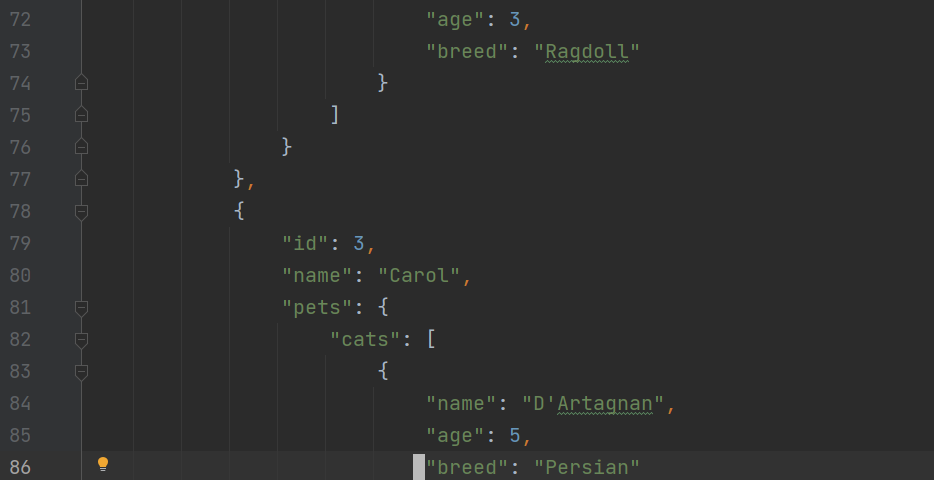 72 "age": 3,
73 "breed": "Ragdoll"
74 }
75 ]
76 }
77 },
78 {
79 "id": 3,
80 "name": "Carol",
81 "pets": {
82 "cats": [
83 {
84 "name": "D'Artagnan",
85 "age": 5,
86 "breed": "Persian"